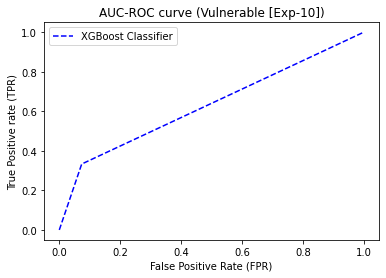 AUC-ROC curve (Vulnerable [Exp-10])
XGBoost Classifier
True Positive rate (TPR)
1.0
0.8
0.6
0.4
0.2
0.0
0.0 0.2 0.4 0.6 0.8 1.0
False Positive Rate (FPR)